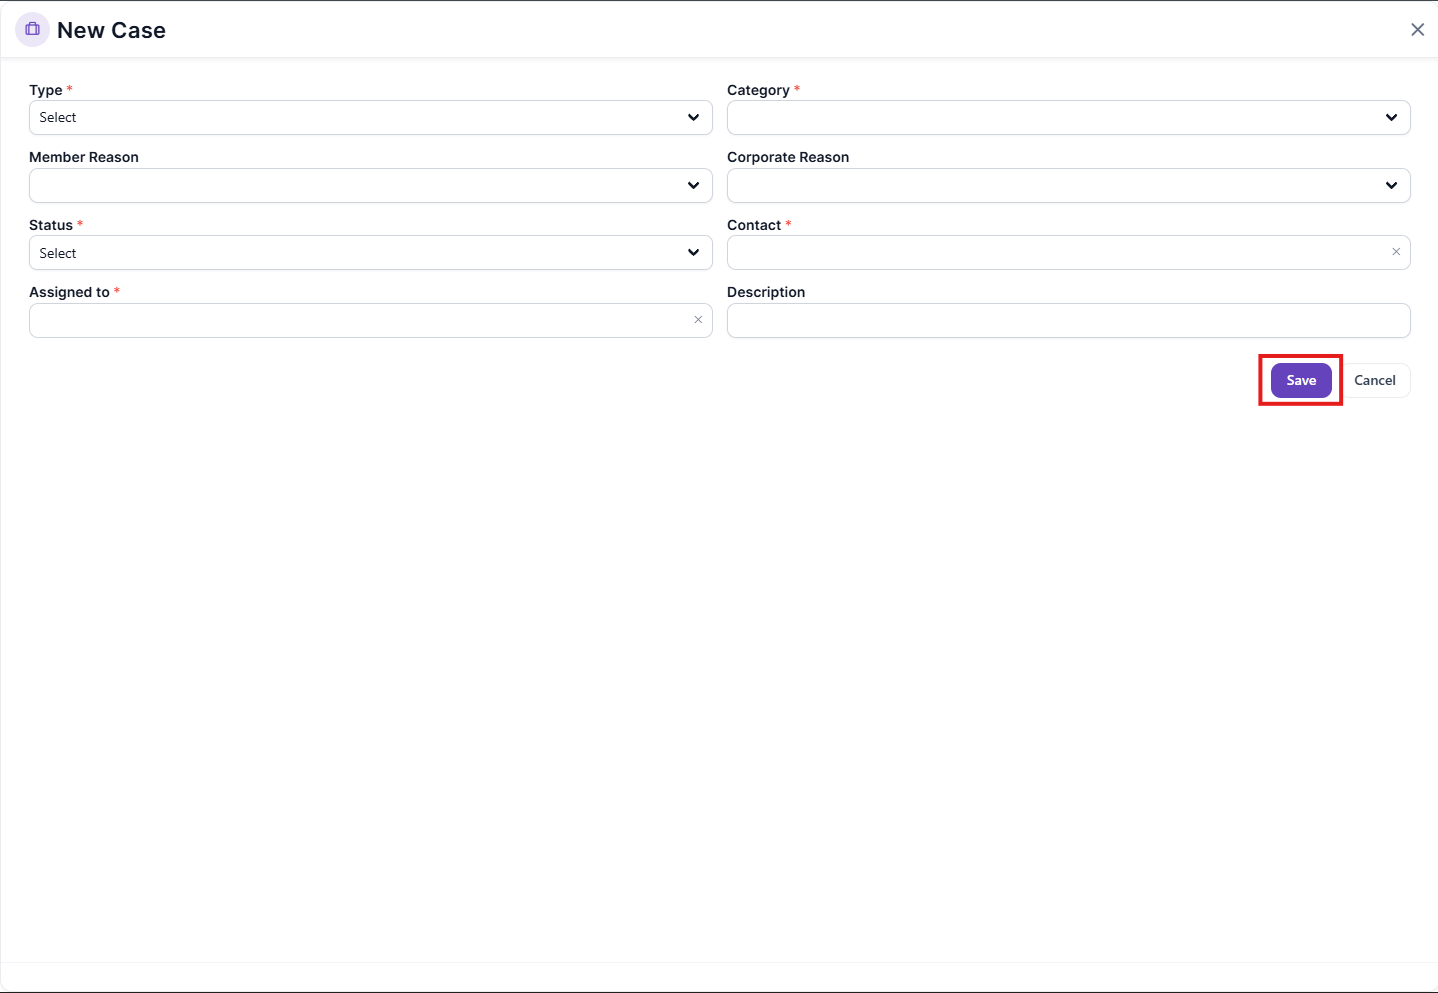 New Case
Type *
Category *
Select
Member Reason
Corporate Reason
Status *
Contact *
Select
Assigned to *
Description
Save
Cancel